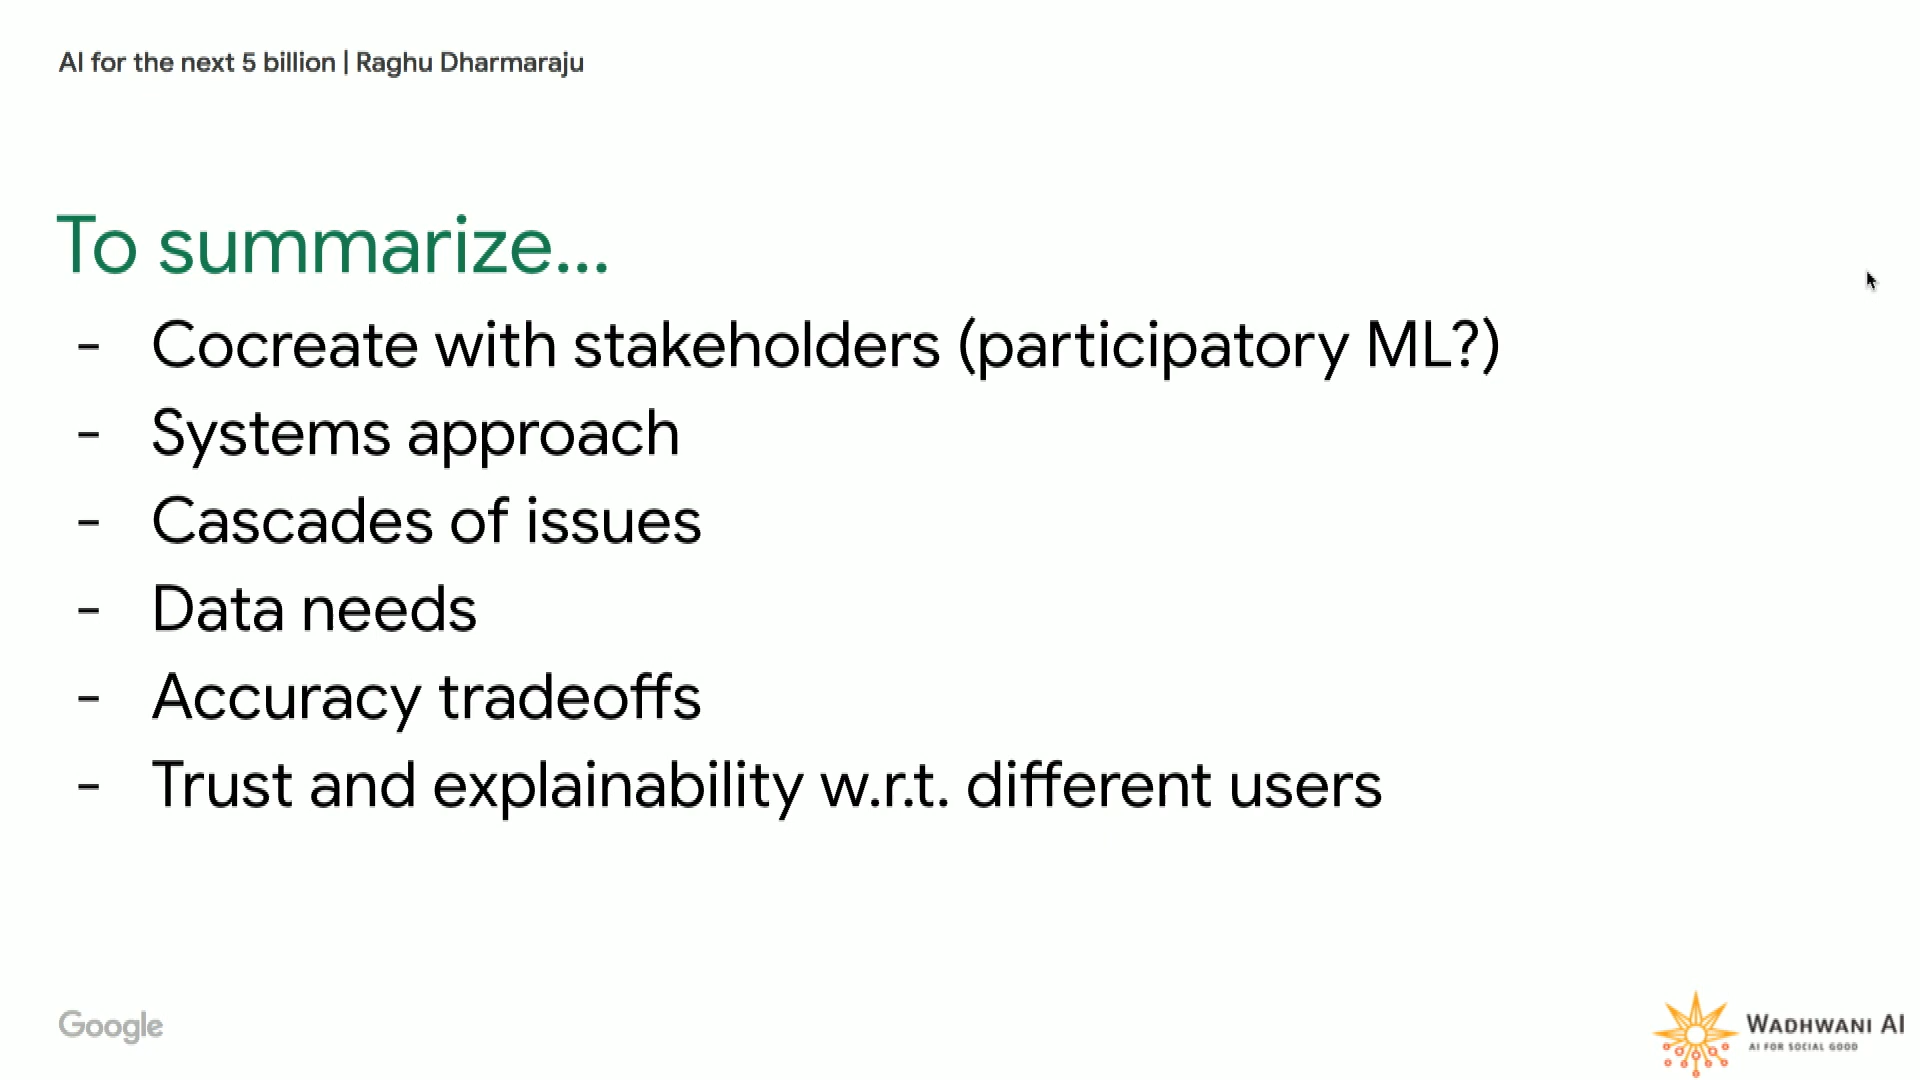 AI for the next 5 billion | Raghu Dharmaraju
To summarize...
- Cocreate with stakeholders (participatory ML?)
- Systems approach
- Cascades of issues
- Data needs
- Accuracy tradeoffs
- Trust and explainability w.r.t. different users
Google
WADHWANI AI
AI FOR SOCIAL GOOD